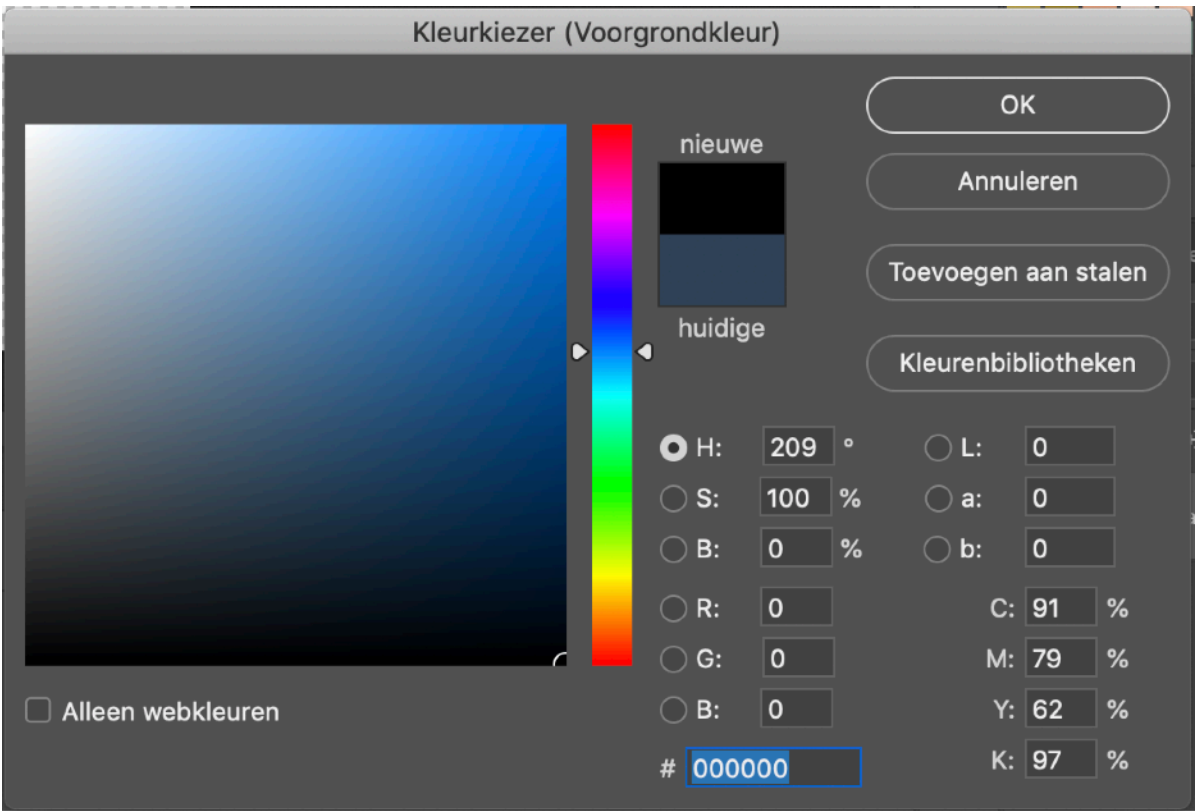 Kleurkiezer (Voorgrondkleur)
nieuwe
huidige
OK
Annuleren
Toevoegen aan stalen
Kleurenbibliotheken
H: 209 °
S: 100 %
B: 0 %
R: 0
G: 0
B: 0
# 000000
L: 0
a: 0
b: 0
C: 91 %
M: 79 %
Y: 62 %
K: 97 %
Alleen webkleuren